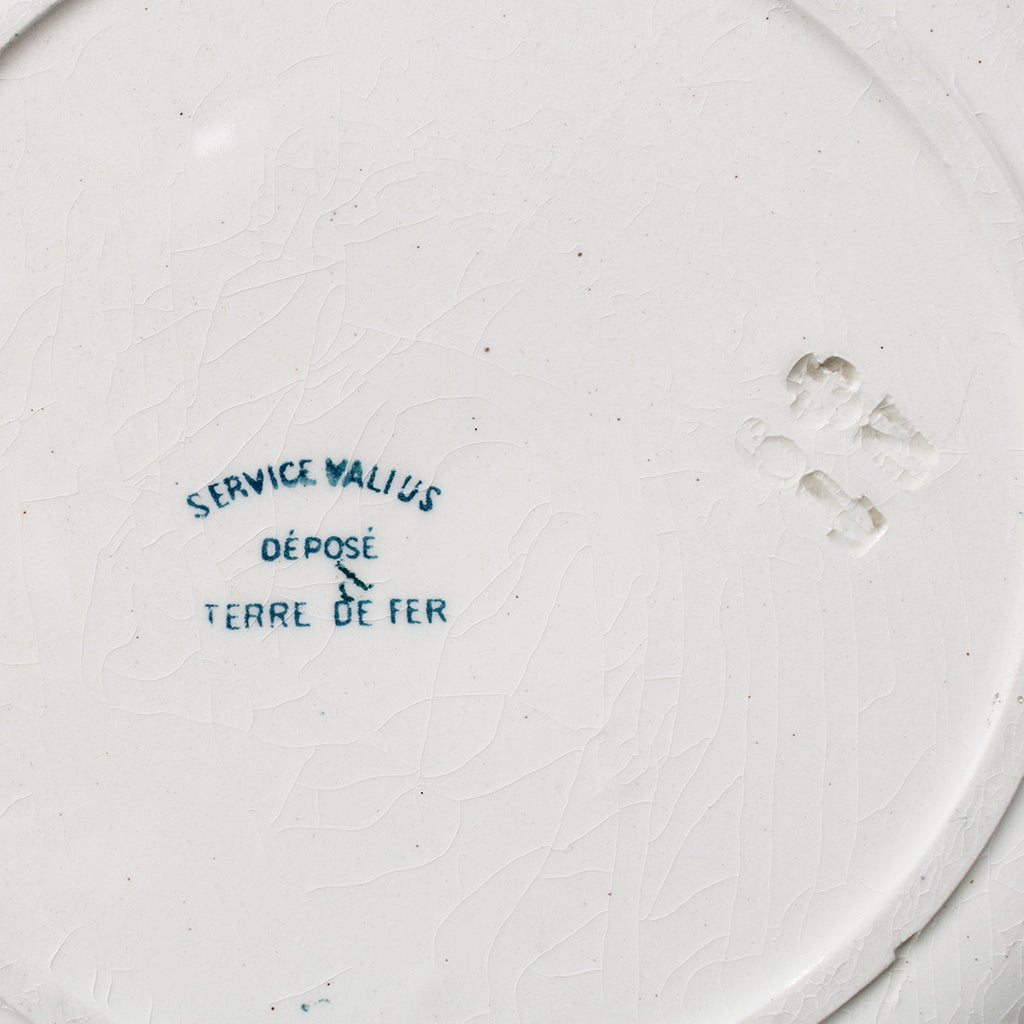 SERVICE VALIUS
DÉPOSÉ
TERRE DE FER